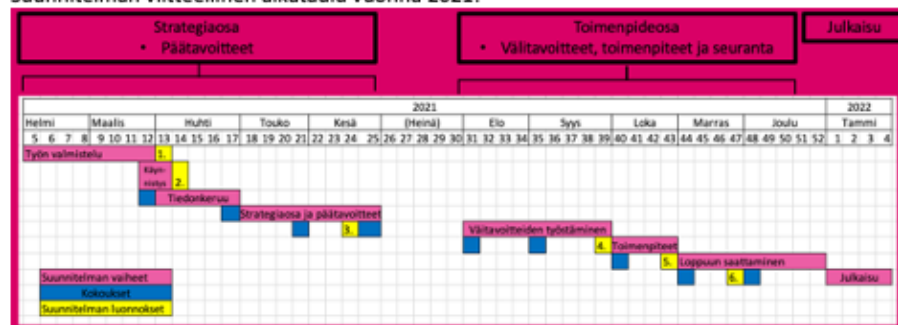 Suunnitelman viitteellinen aikataulu vuonna 2021.
Strategiaosa
• Päätavoitteet
Toimenpideosa
• Välitavoitteet, toimenpiteet ja seuranta
Julkaisu
2021 2022
Helmi Maalis Huhti Touko Kesä (Heinä) Elo Syys Loka Marras Joulu Tammi
5 6 7 8 9 10 11 12 13 14 15 16 17 18 19 20 21 22 23 24 25 26 27 28 29 30 31 32 33 34 35 36 37 38 39 40 41 42 43 44 45 46 47 48 49 50 51 52 1 2 3 4
Työn valmistelu 1.
Käyn-
nistys 2.
Tiedonkeruu
Strategiaosa ja päätavoitteet
3. Välitavoitteiden työstäminen
4. Toimenpiteet
5. Loppuun saattaminen
Suunnitelman vaiheet 6. Julkaisu
Kokoukset
Suunnitelman luonnokset